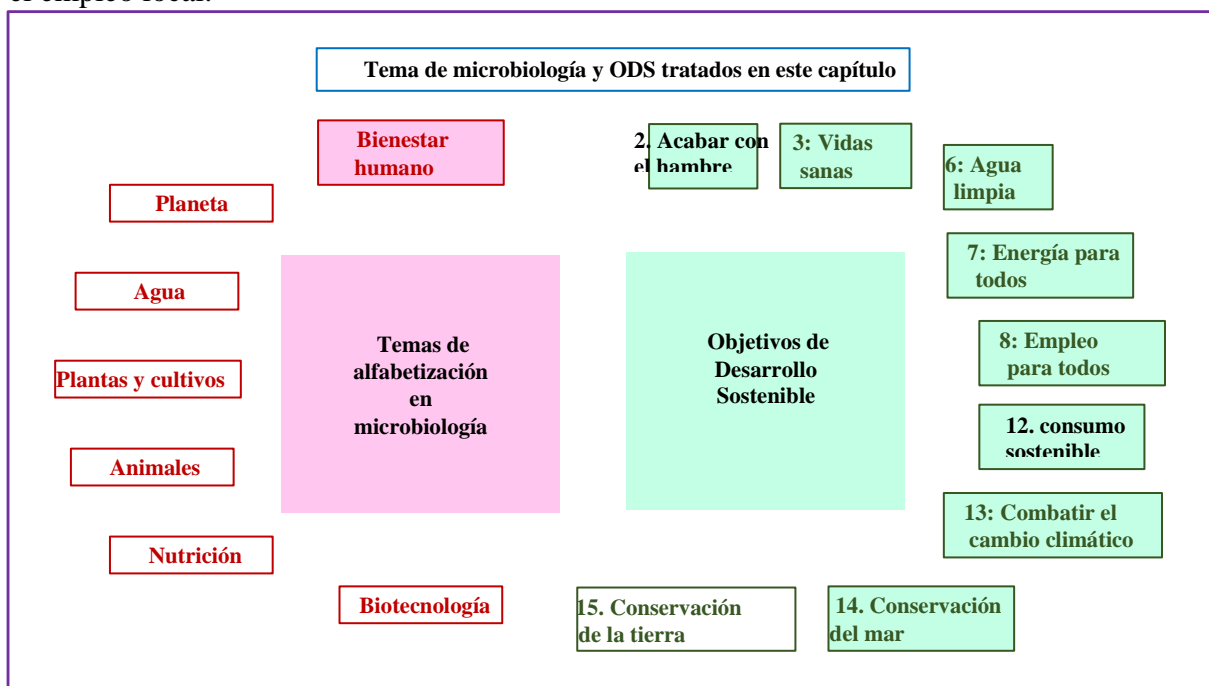 el empleo local.
Tema de microbiología y ODS tratados en este capítulo
Bienestar
humano
2. Acabar con
el hambre
3: Vidas
sanas
6: Agua
limpia
Planeta
7: Energía para
todos
Agua
Temas de
alfabetización
en
microbiología
Objetivos de
Desarrollo
Sostenible
8: Empleo
para todos
Plantas y cultivos
12. consumo
sostenible
Animales
13: Combatir el
cambio climático
Nutrición
Biotecnología
15. Conservación
de la tierra
14. Conservación
del mar